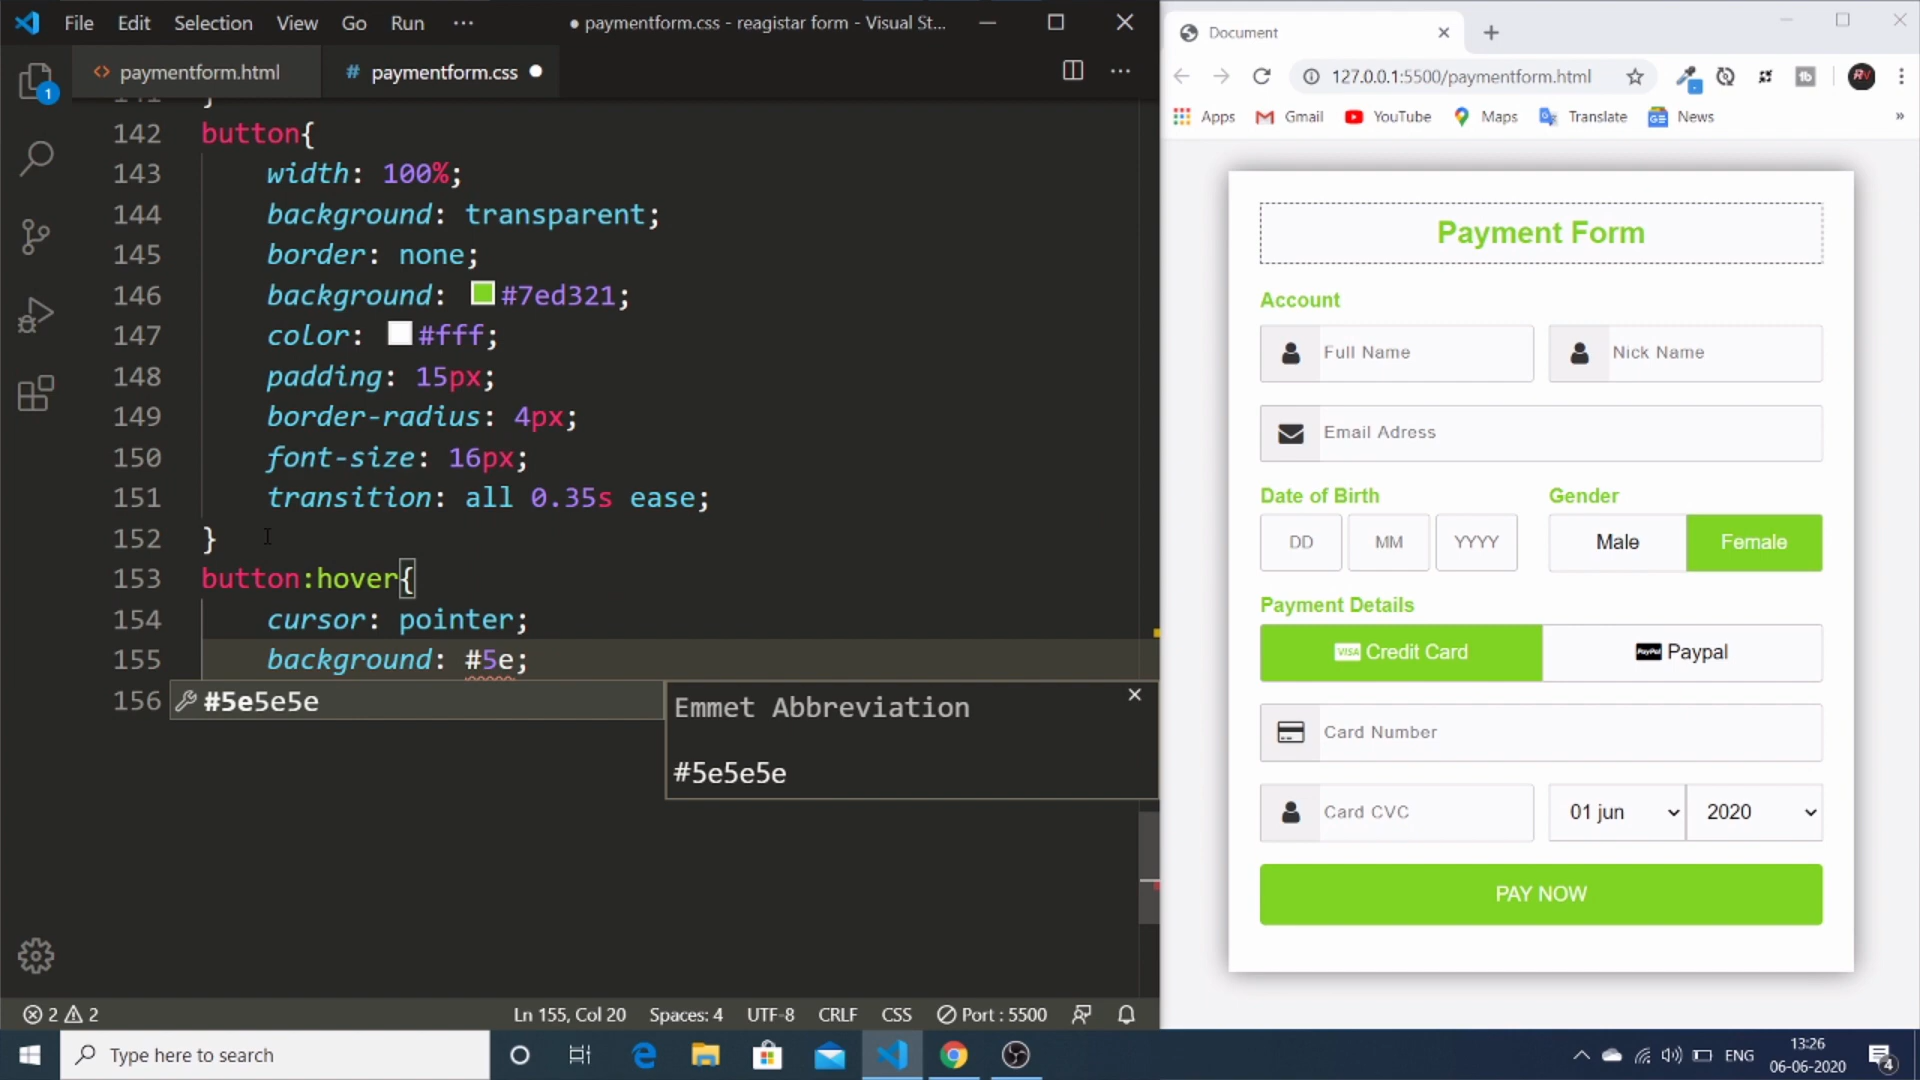 File Edit Selection View Go Run ··· ● paymentform.css - reagistar form - Visual St...
<> paymentform.html # paymentform.css ●
142 button{
143 width: 100%;
144 background: transparent;
145 border: none;
146 background: #7ed321;
147 color: #fff;
148 padding: 15px;
149 border-radius: 4px;
150 font-size: 16px;
151 transition: all 0.35s ease;
152 }
153 button:hover{
154 cursor: pointer;
155 background: #5e;
156
#5e5e5e
Emmet Abbreviation
#5e5e5e
1
2 2 Ln 155, Col 20 Spaces: 4 UTF-8 CRLF CSS Port : 5500
Document
127.0.0.1:5500/paymentform.html
Apps Gmail YouTube Maps Translate News »
Payment Form
Account
Full Name Nick Name
Email Adress
Date of Birth Gender
DD MM YYYY Male Female
Payment Details
VISA Credit Card PayPal Paypal
Card Number
Card CVC 01 jun 2020
PAY NOW
Type here to search
ENG 13:26
06-06-2020
4